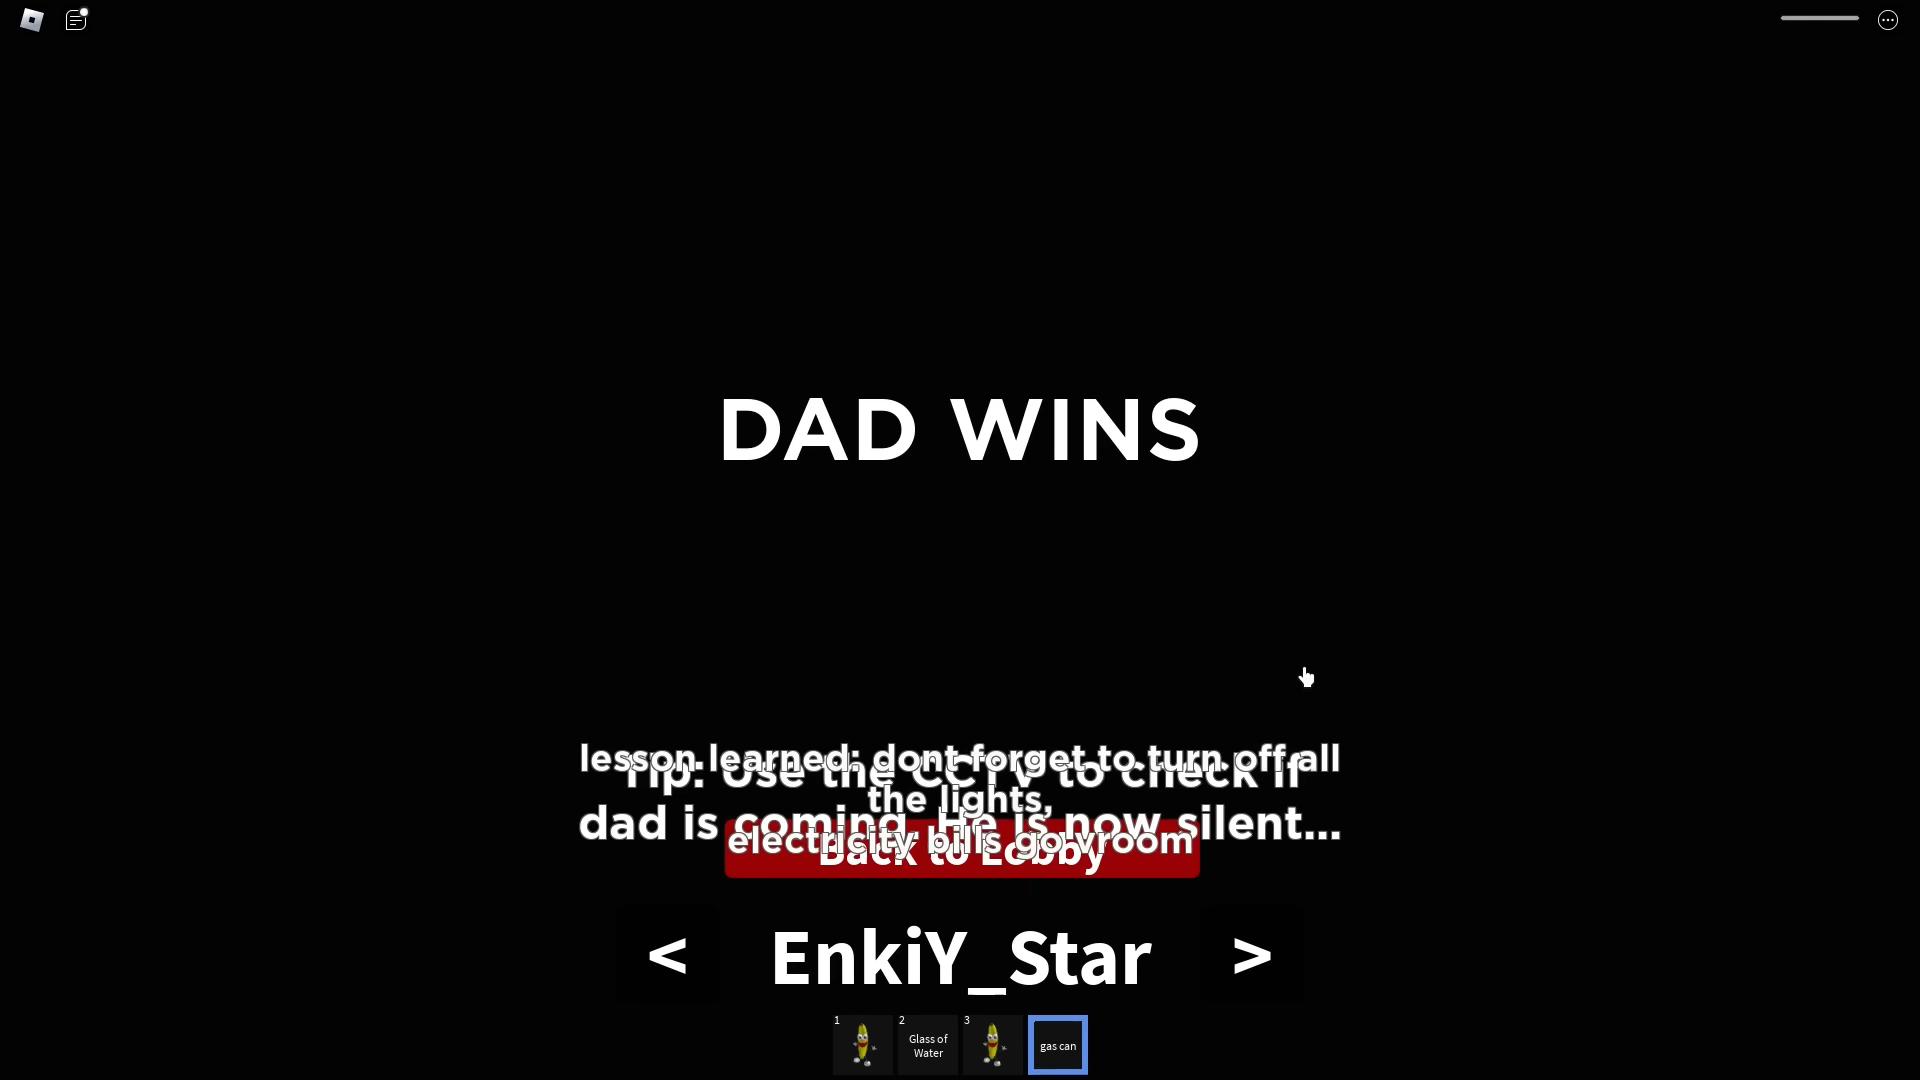 DAD WINS
lesson learned: dont forget to turn off all
the lights,
electricity bills go vroom
Tip: Use the CCTV to check if
dad is coming. He is now silent...
Back to Lobby
< EnkiY_Star >
1
2
3
Glass of
Water
gas can